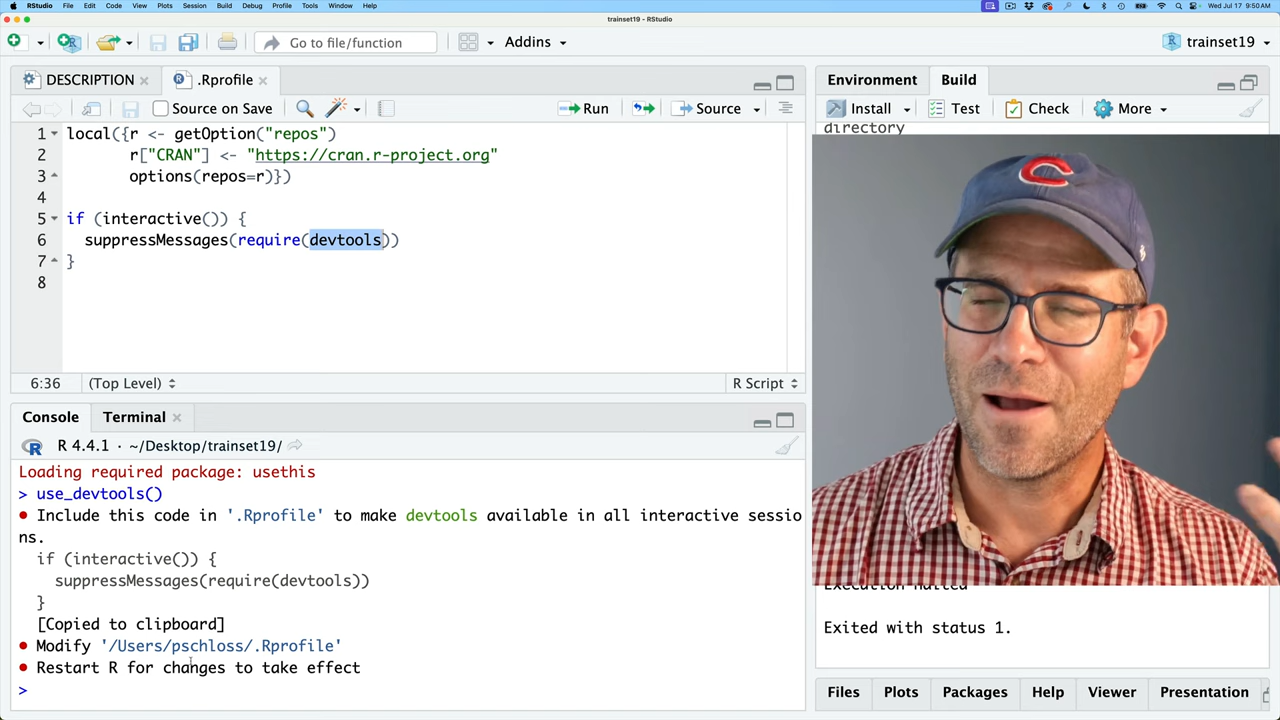 RStudio File Edit Code View Plots Session Build Debug Profile Tools Window Help Wed Jul 17 9:50 AM
trainset19 - RStudio
Go to file/function Addins trainset19
DESCRIPTION .Rprofile
Environment Build
Source on Save Run Source
Install Test Check More
directory
1 local({r <- getOption("repos")
2 r["CRAN"] <- "https://cran.r-project.org"
3 options(repos=r)})
4
5 if (interactive()) {
6 suppressMessages(require(devtools))
7 }
8
6:36 (Top Level) R Script
Console Terminal
R 4.4.1 · ~/Desktop/trainset19/
Loading required package: usethis
> use_devtools()
• Include this code in '.Rprofile' to make devtools available in all interactive sessio
ns.
if (interactive()) {
suppressMessages(require(devtools))
}
[Copied to clipboard]
• Modify '/Users/pschloss/.Rprofile'
• Restart R for changes to take effect
>
C
Execution halted
Exited with status 1.
Files Plots Packages Help Viewer Presentation